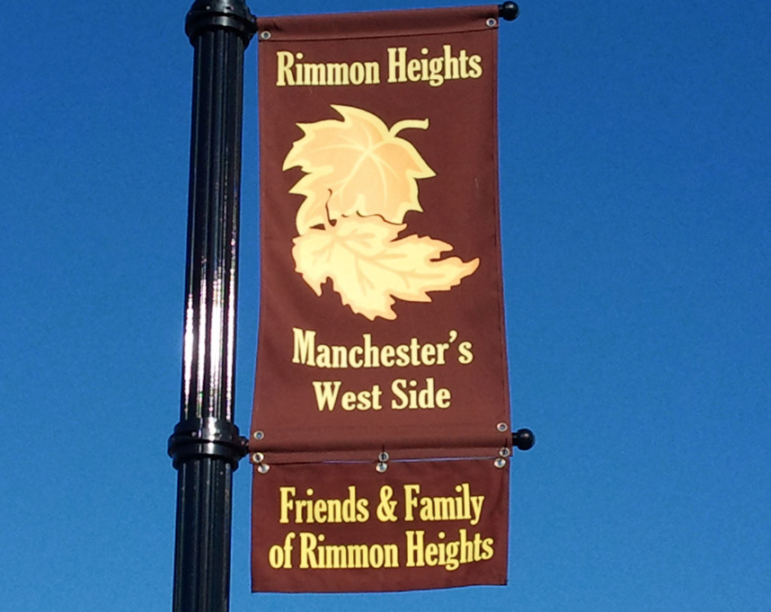 Rimmon Heights
Manchester's
West Side
Friends & Family
of Rimmon Heights